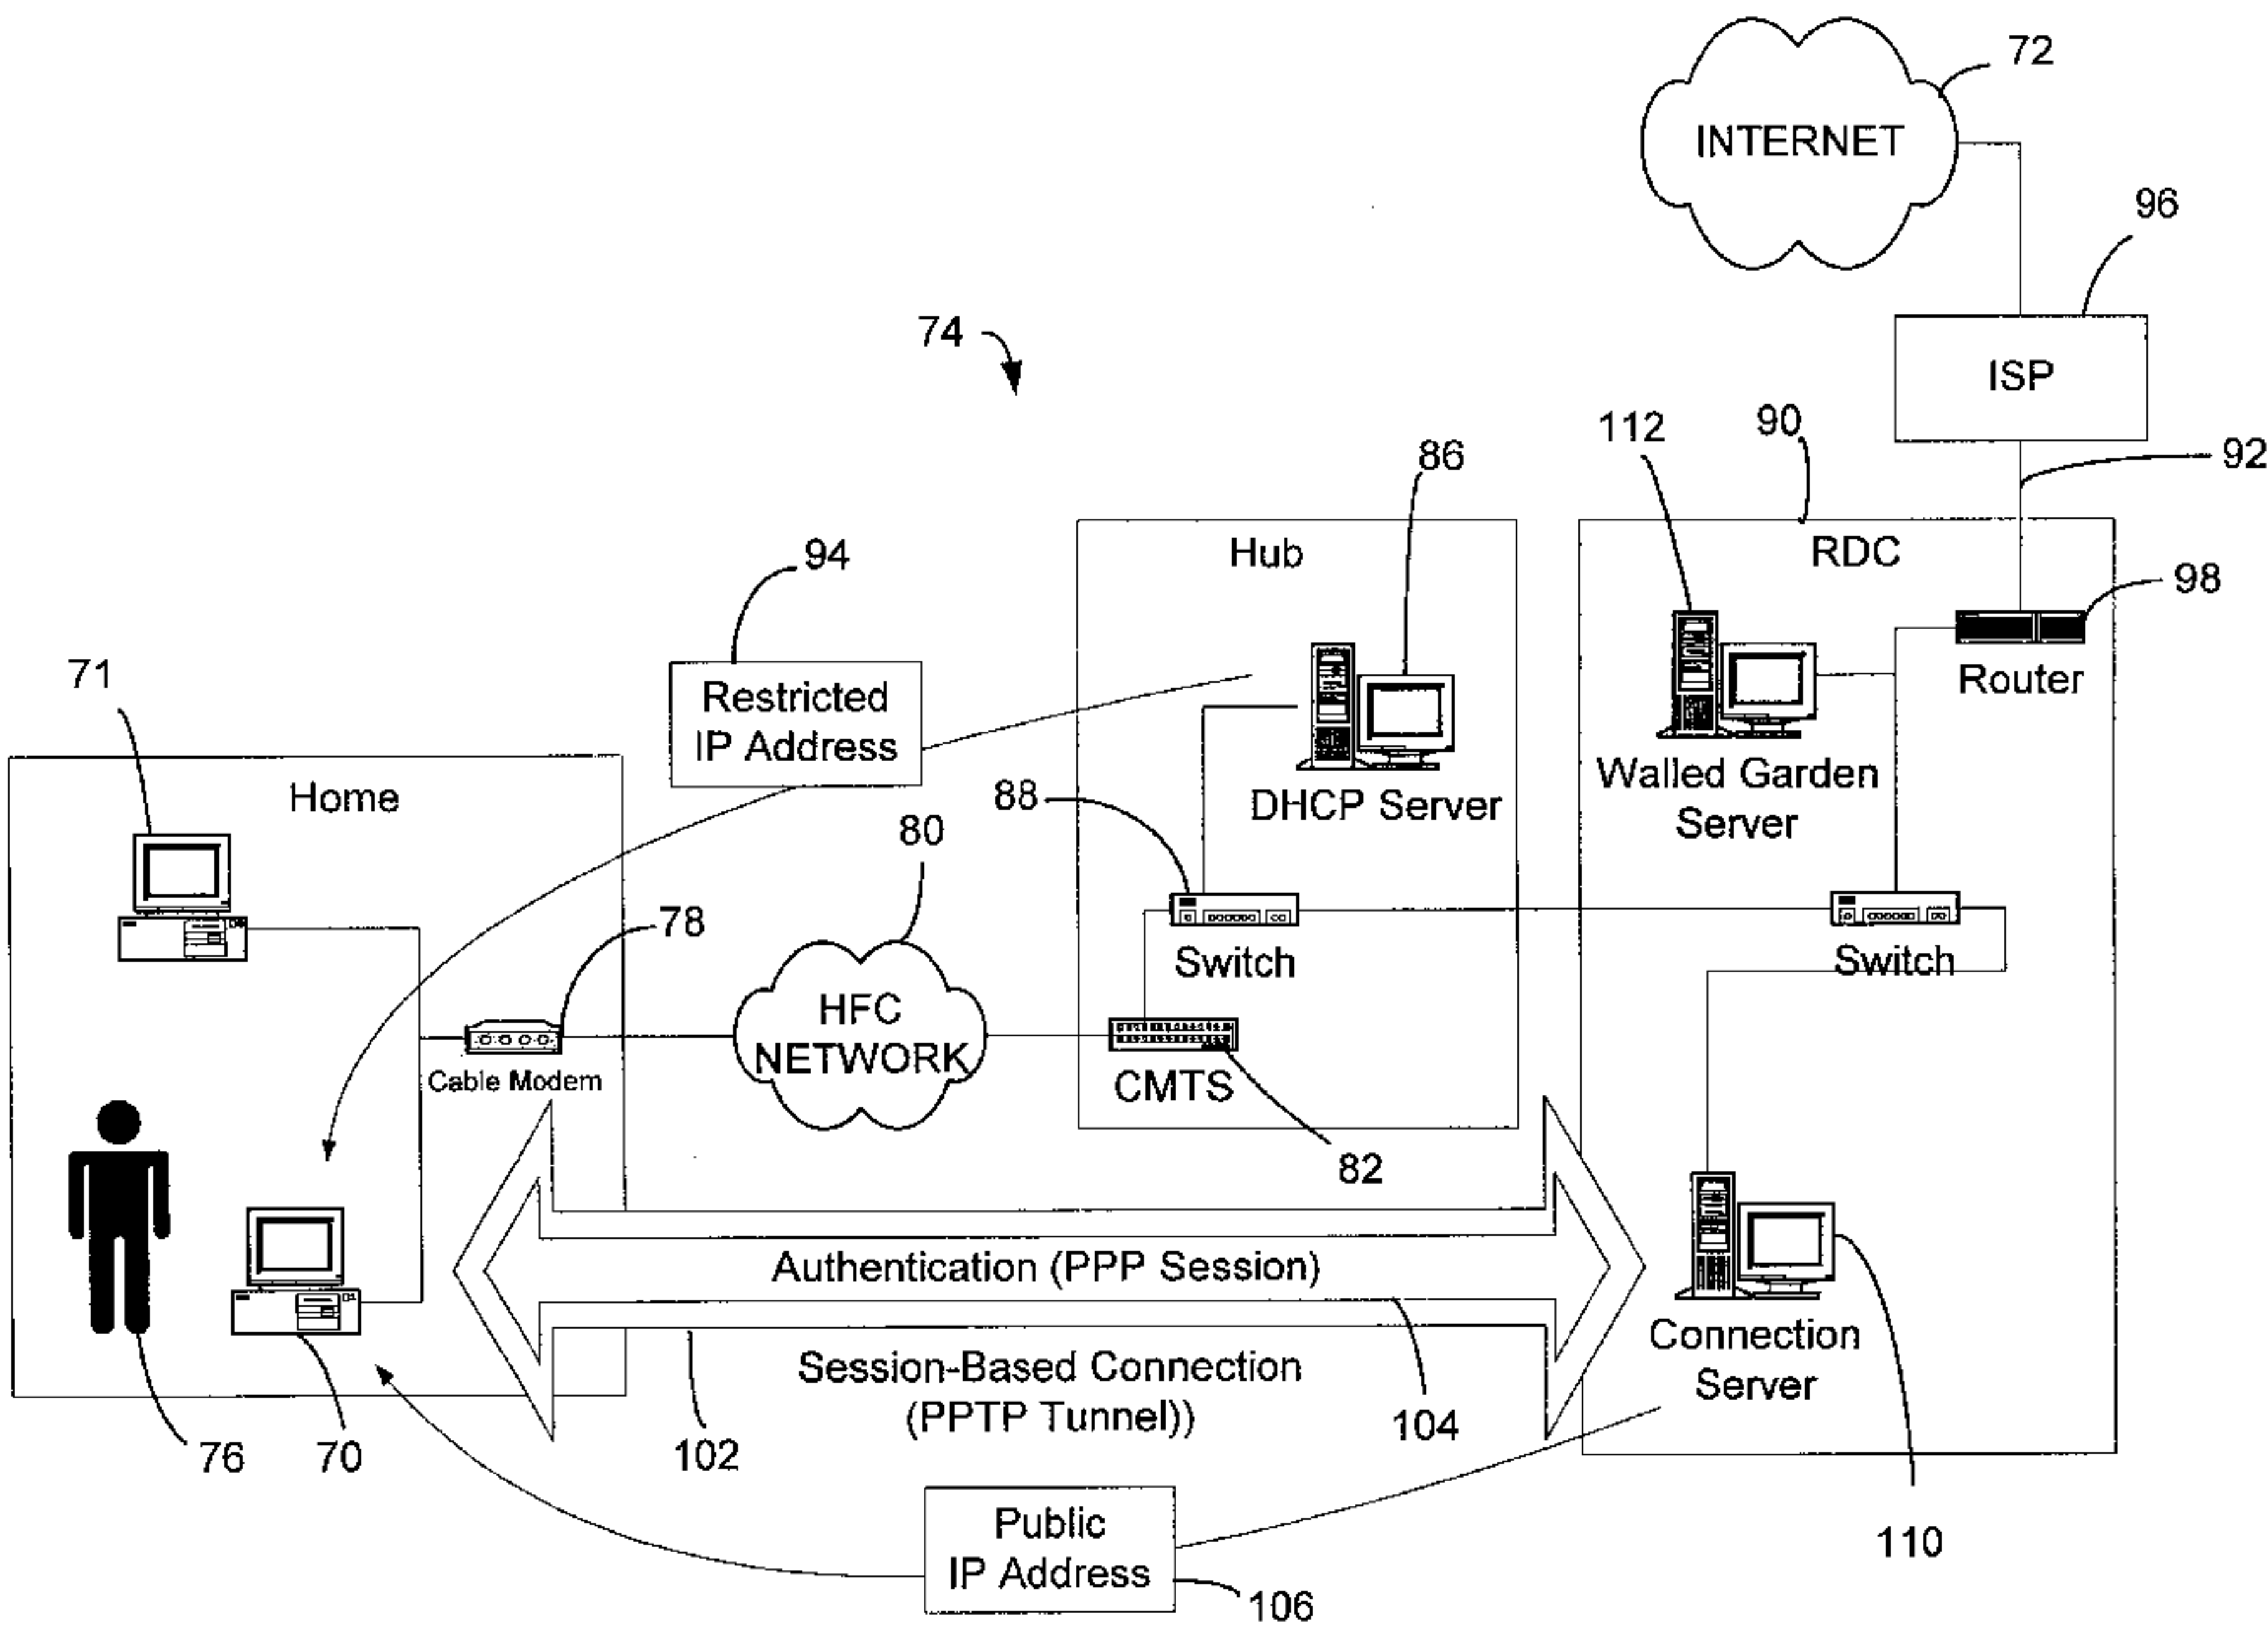 72
INTERNET
96
74
ISP
112
90
92
86
Hub
RDC
94
98
71
Restricted
IP Address
Router
Home
Walled Garden
Server
88
DHCP Server
80
78
Switch
Switch
HFC
NETWORK
Cable Modem
CMTS
82
Authentication (PPP Session)
Connection
Server
Session-Based Connection
(PPTP Tunnel))
76
70
102
104
Public
IP Address
110
106